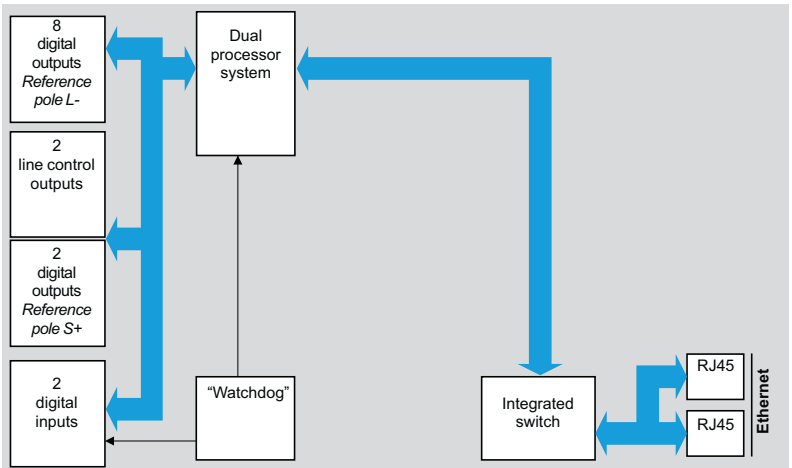 8
digital
outputs
Reference
pole L-
2
line control
outputs
2
digital
outputs
Reference
pole S+
2
digital
inputs
Dual
processor
system
“Watchdog”
Integrated
switch
RJ45
RJ45
Ethernet